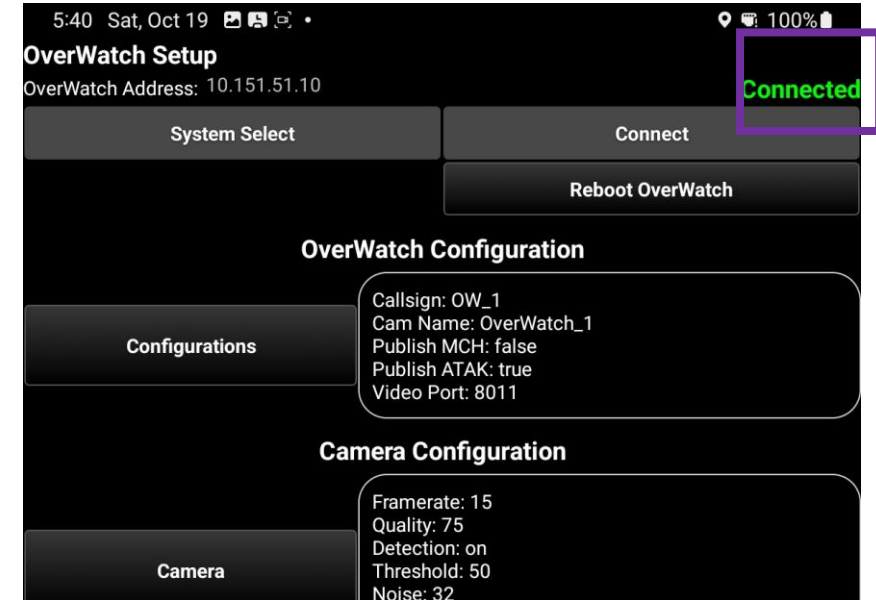 5:40 Sat, Oct 19 100%
OverWatch Setup
OverWatch Address: 10.151.51.10
Connected
System Select
Connect
Reboot OverWatch
OverWatch Configuration
Configurations
Callsign: OW_1
Cam Name: OverWatch_1
Publish MCH: false
Publish ATAK: true
Video Port: 8011
Camera Configuration
Camera
Framerate: 15
Quality: 75
Detection: on
Threshold: 50
Noise: 32